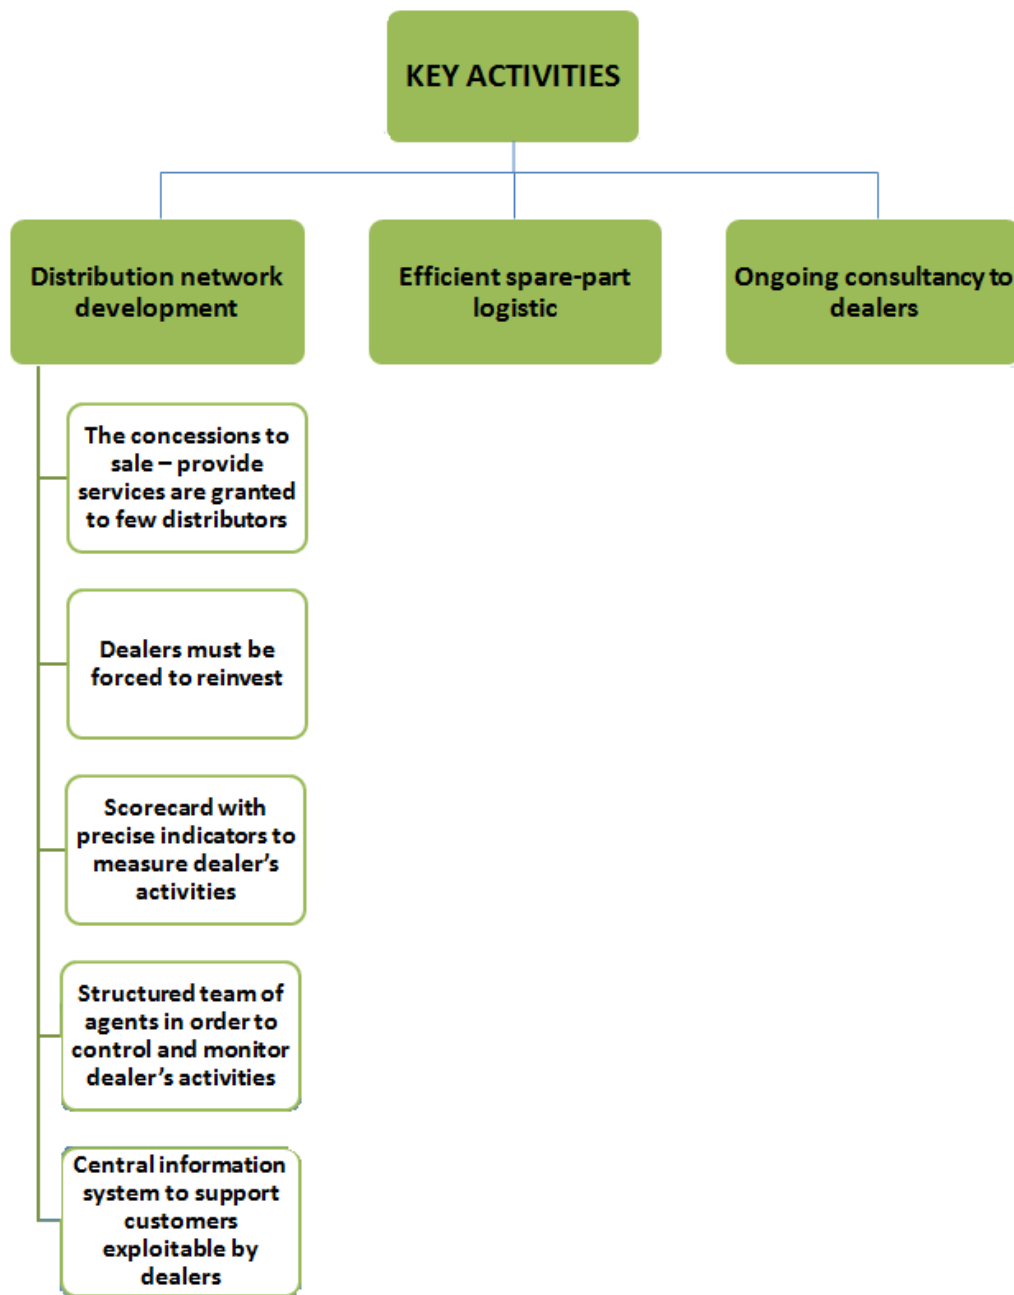 KEY ACTIVITIES
Distribution network
development
Efficient spare-part
logistic
Ongoing consultancy to
dealers
The concessions to
sale – provide
services are granted
to few distributors
Dealers must be
forced to reinvest
Scorecard with
precise indicators to
measure dealer’s
activities
Structured team of
agents in order to
control and monitor
dealer’s activities
Central information
system to support
customers
exploitable by
dealers